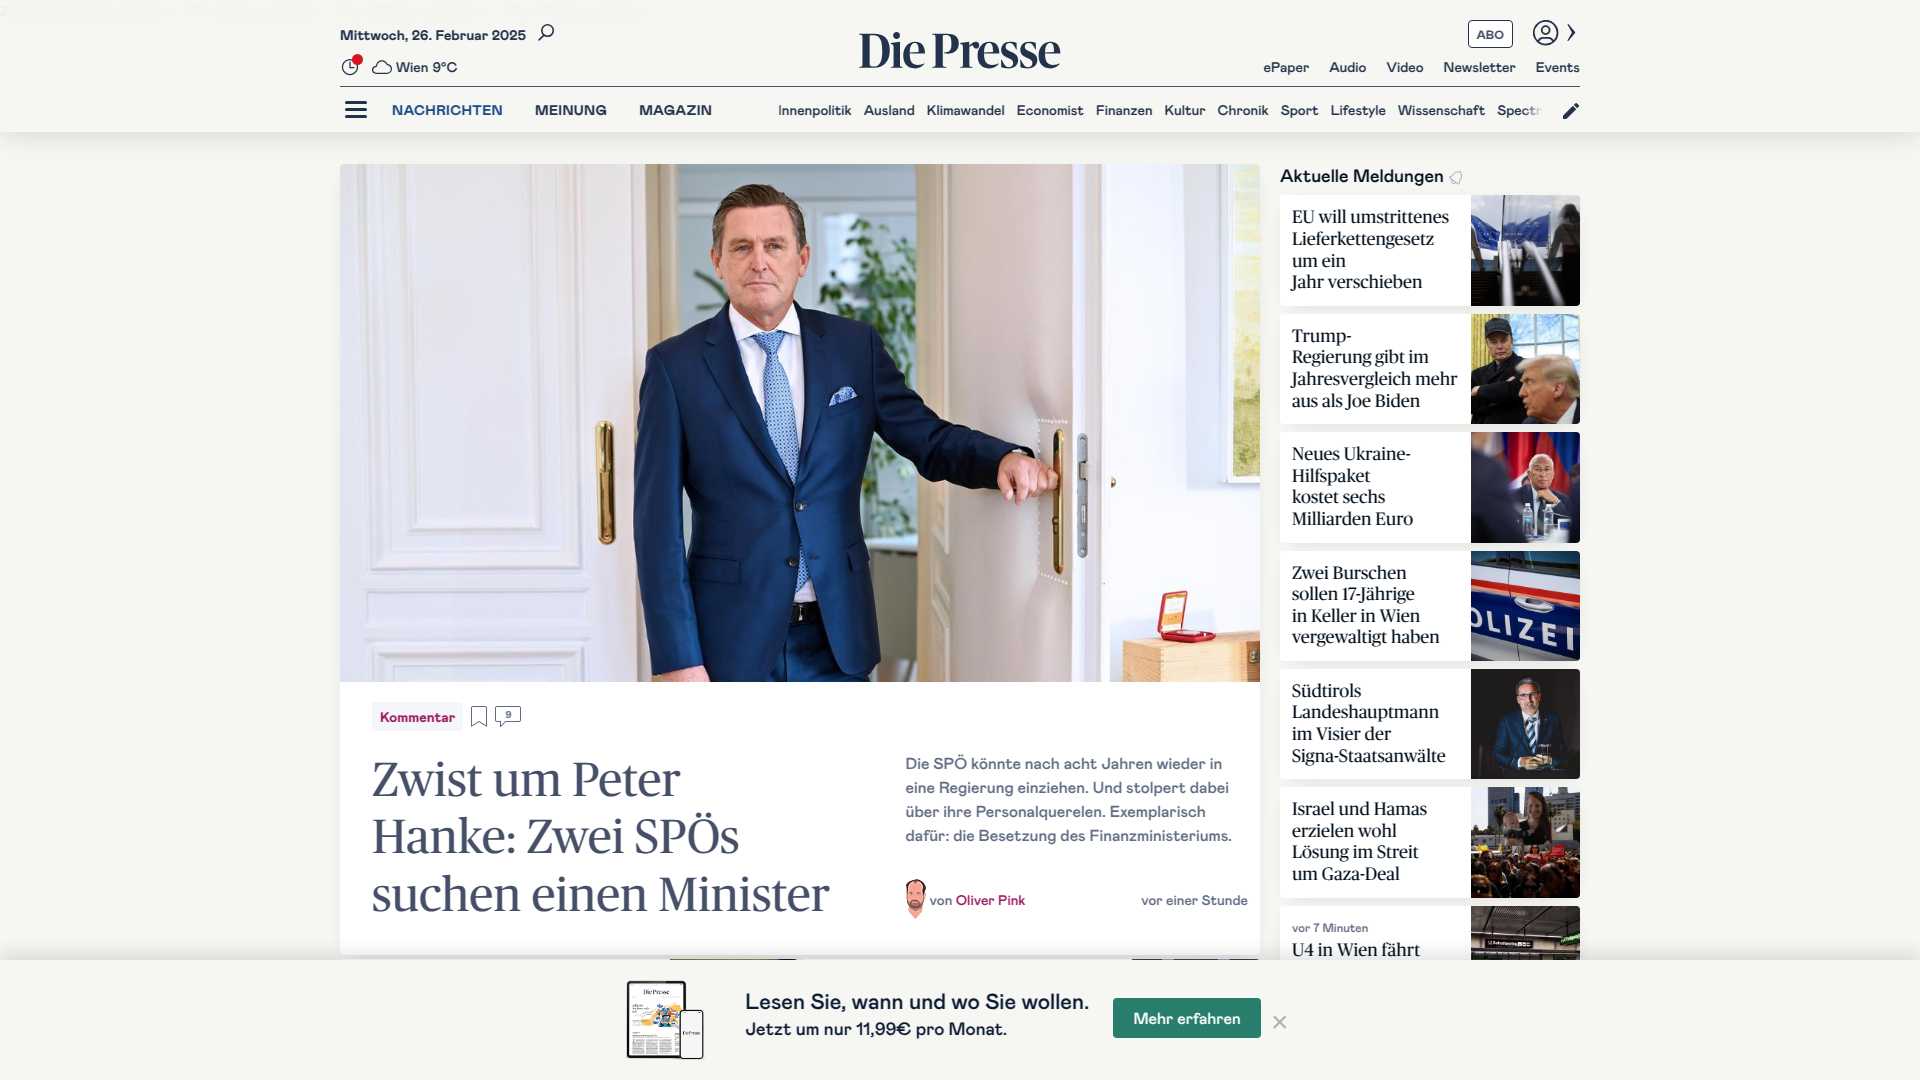 Mittwoch, 26. Februar 2025
Wien 9°C
Die Presse
ABO
ePaper Audio Video Newsletter Events
NACHRICHTEN MEINUNG MAGAZIN
Innenpolitik Ausland Klimawandel Economist Finanzen Kultur Chronik Sport Lifestyle Wissenschaft Spectr
Kommentar
9
Zwist um Peter
Hanke: Zwei SPÖs
suchen einen Minister
Die SPÖ könnte nach acht Jahren wieder in
eine Regierung einziehen. Und stolpert dabei
über ihre Personalquerelen. Exemplarisch
dafür: die Besetzung des Finanzministeriums.
von Oliver Pink
vor einer Stunde
Aktuelle Meldungen
EU will umstrittenes
Lieferkettengesetz
um ein
Jahr verschieben
Trump-
Regierung gibt im
Jahresvergleich mehr
aus als Joe Biden
Neues Ukraine-
Hilfspaket
kostet sechs
Milliarden Euro
Zwei Burschen
sollen 17-Jährige
in Keller in Wien
vergewaltigt haben
OLIZEI
Südtirols
Landeshauptmann
im Visier der
Signa-Staatsanwälte
Israel und Hamas
erzielen wohl
Lösung im Streit
um Gaza-Deal
vor 7 Minuten
U4 in Wien fährt
Die Presse
Die Presse
Lesen Sie, wann und wo Sie wollen.
Jetzt um nur 11,99€ pro Monat.
Mehr erfahren